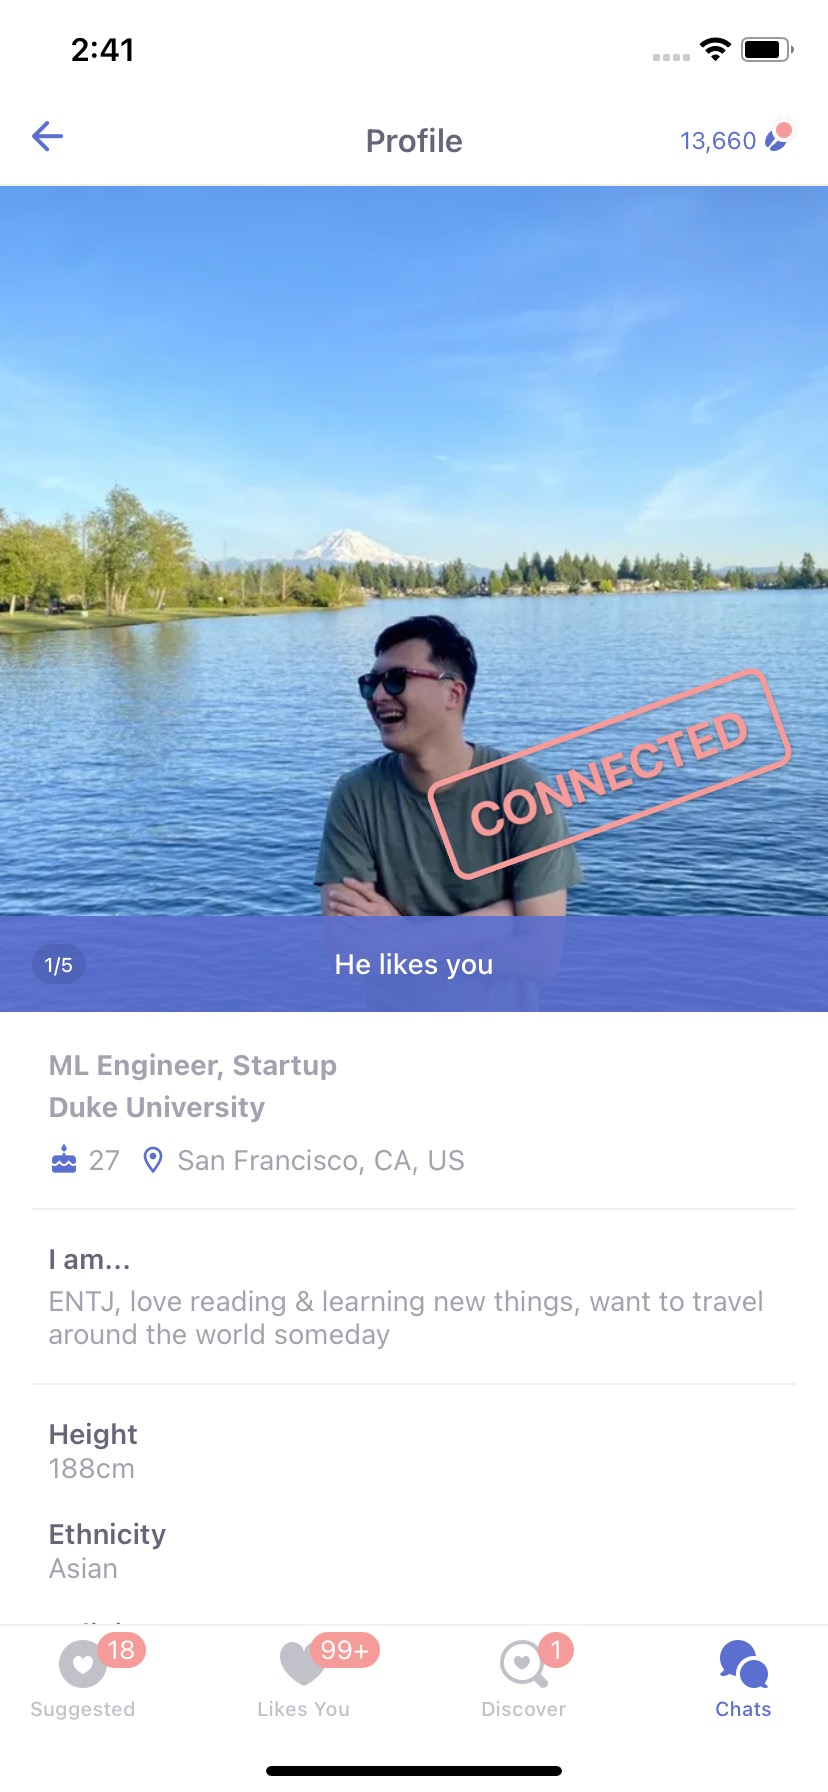 2:41
Profile
13,660
CONNECTED
1/5
He likes you
ML Engineer, Startup
Duke University
27 San Francisco, CA, US
I am...
ENTJ, love reading & learning new things, want to travel
around the world someday
Height
188cm
Ethnicity
Asian
18 99+ 1
Suggested Likes You Discover Chats